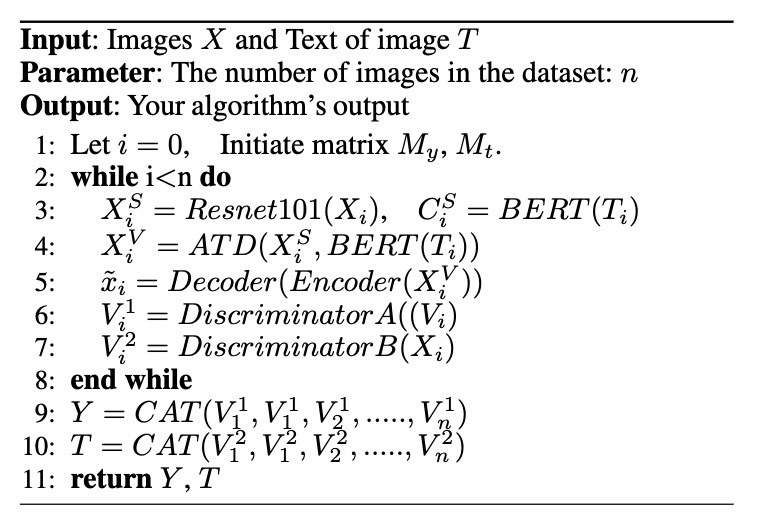 Input: Images X and Text of image T
Parameter: The number of images in the dataset: n
Output: Your algorithm's output
1: Let i = 0, Initiate matrix M_y, M_t.
2: while i<n do
3: X_i^S = Resnet101(X_i), C_i^S = BERT(T_i)
4: X_i^V = ATD(X_i^S, BERT(T_i))
5: x̃_i = Decoder(Encoder(X_i^V))
6: V_i^1 = DiscriminatorA((V_i)
7: V_i^2 = DiscriminatorB(X_i)
8: end while
9: Y = CAT(V_1^1, V_1^1, V_2^1, ....., V_n^1)
10: T = CAT(V_1^2, V_1^2, V_2^2, ....., V_n^2)
11: return Y, T